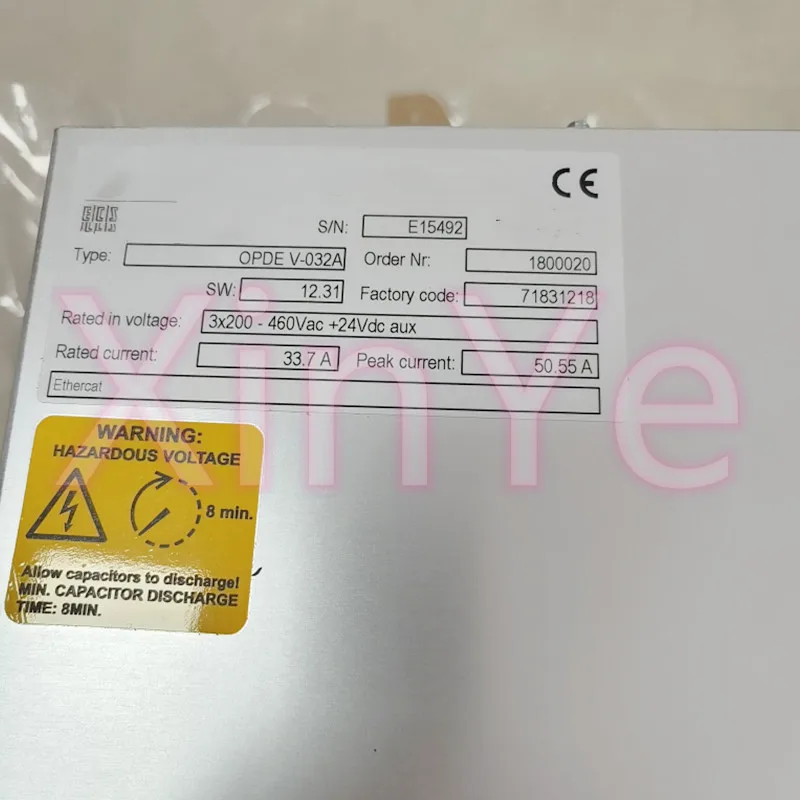 CE
S/N: E15492
Type: OPDE V-032A Order Nr: 1800020
SW: 12.31 Factory code: 71831218
Rated in voltage: 3x200 - 460Vac +24Vdc aux
Rated current: 33.7 A Peak current: 50.55 A
Ethercat
XinYe
WARNING:
HAZARDOUS VOLTAGE
8 min.
Allow capacitors to discharge!
MIN. CAPACITOR DISCHARGE
TIME: 8MIN.